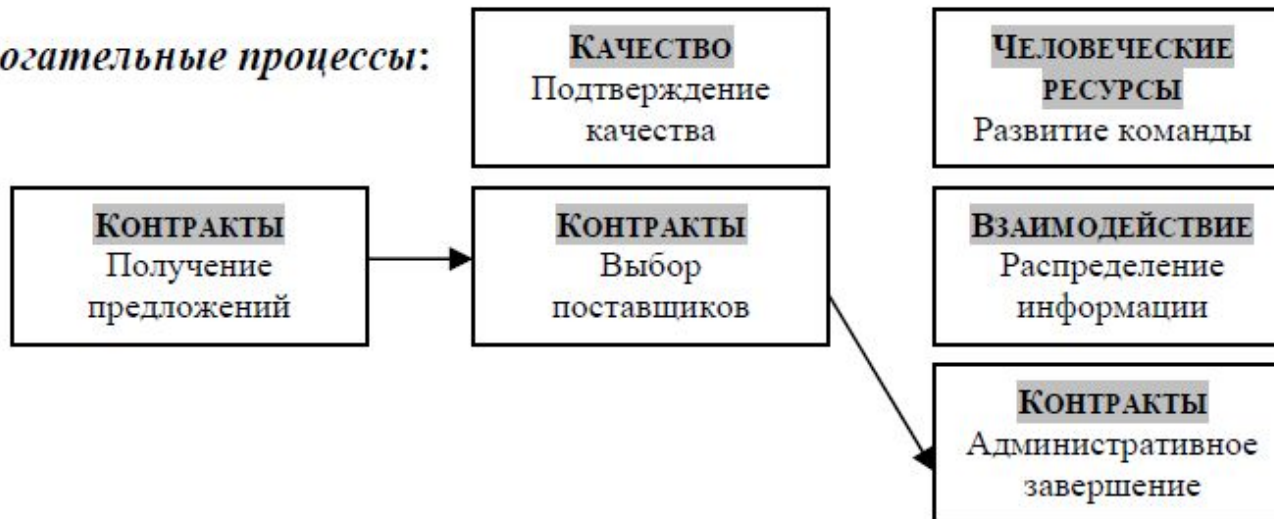 огательные процессы:
КАЧЕСТВО
Подтверждение
качества
ЧЕЛОВЕЧЕСКИЕ
РЕСУРСЫ
Развитие команды
КОНТРАКТЫ
Получение
предложений
КОНТРАКТЫ
Выбор
поставщиков
ВЗАИМОДЕЙСТВИЕ
Распределение
информации
КОНТРАКТЫ
Административное
завершение